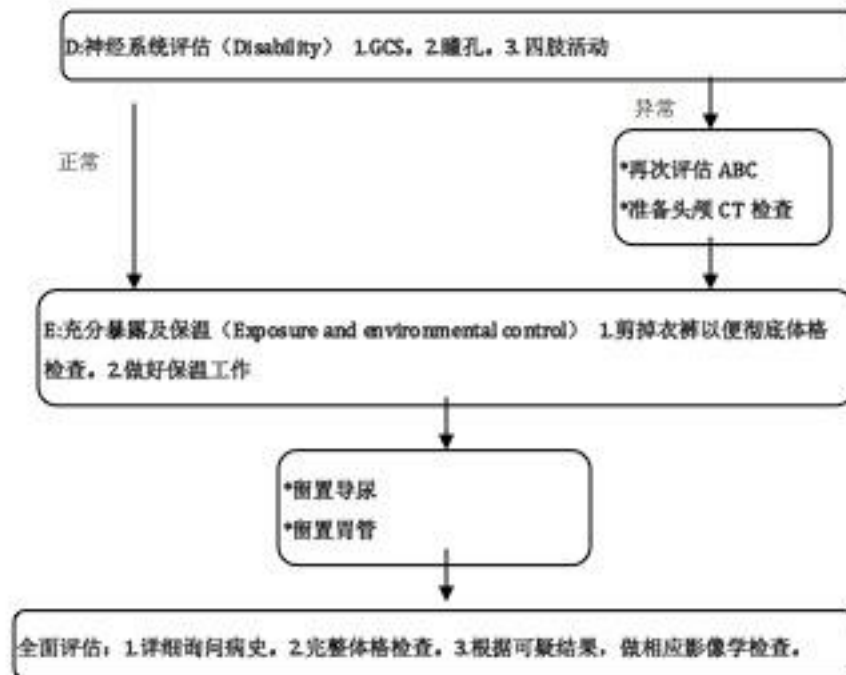 D:神经系统评估（Disability） 1.GCS。2.瞳孔。3.四肢活动
异常
正常
*再次评估 ABC
*准备头颅 CT 检查
E:充分暴露及保温（Exposure and environmental control） 1.剪掉衣裤以便彻底体格
检查。2.做好保温工作
*留置导尿
*留置胃管
全面评估：1.详细询问病史。2.完整体格检查。3.根据可疑结果，做相应影像学检查。